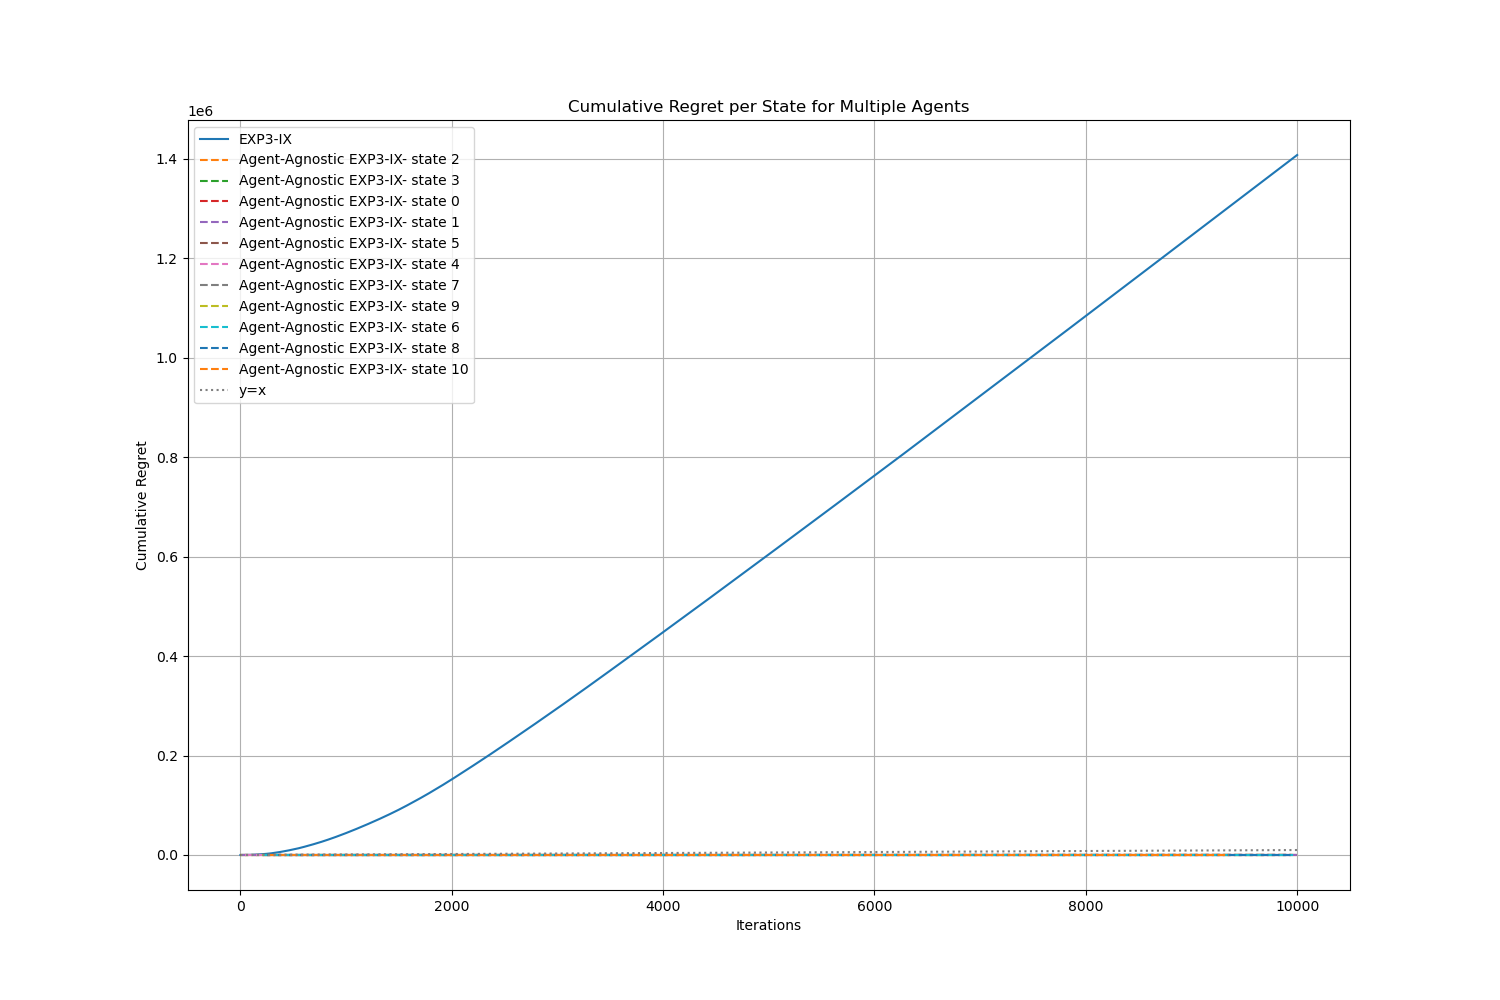 Cumulative Regret per State for Multiple Agents
1e6
EXP3-IX
Agent-Agnostic EXP3-IX- state 2
Agent-Agnostic EXP3-IX- state 3
Agent-Agnostic EXP3-IX- state 0
Agent-Agnostic EXP3-IX- state 1
Agent-Agnostic EXP3-IX- state 5
Agent-Agnostic EXP3-IX- state 4
Agent-Agnostic EXP3-IX- state 7
Agent-Agnostic EXP3-IX- state 9
Agent-Agnostic EXP3-IX- state 6
Agent-Agnostic EXP3-IX- state 8
Agent-Agnostic EXP3-IX- state 10
y=x
1.4
1.2
1.0
0.8
0.6
0.4
0.2
0.0
Cumulative Regret
0 2000 4000 6000 8000 10000
Iterations